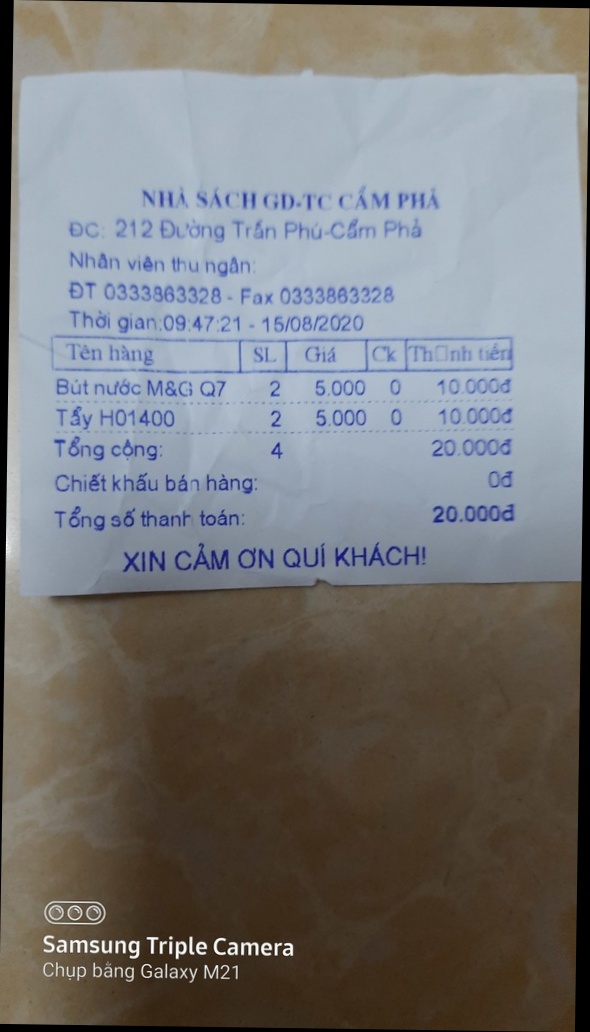 NHÀ SÁCH GD-TC CẨM PHẢ
ĐC: 212 Đường Trần Phú-Cẩm Phả
Nhân viên thu ngân:
ĐT 0333863328 - Fax 0333863328
Thời gian:09:47:21 - 15/08/2020
Tên hàng SL Giá Ck Th□nh tiền
Bút nước M&G Q7 2 5.000 0 10.000đ
Tẩy H01400 2 5.000 0 10.000đ
Tổng cộng: 4 20.000đ
Chiết khấu bán hàng: 0đ
Tổng số thanh toán: 20.000đ
XIN CẢM ƠN QUÍ KHÁCH!
Samsung Triple Camera
Chụp bằng Galaxy M21